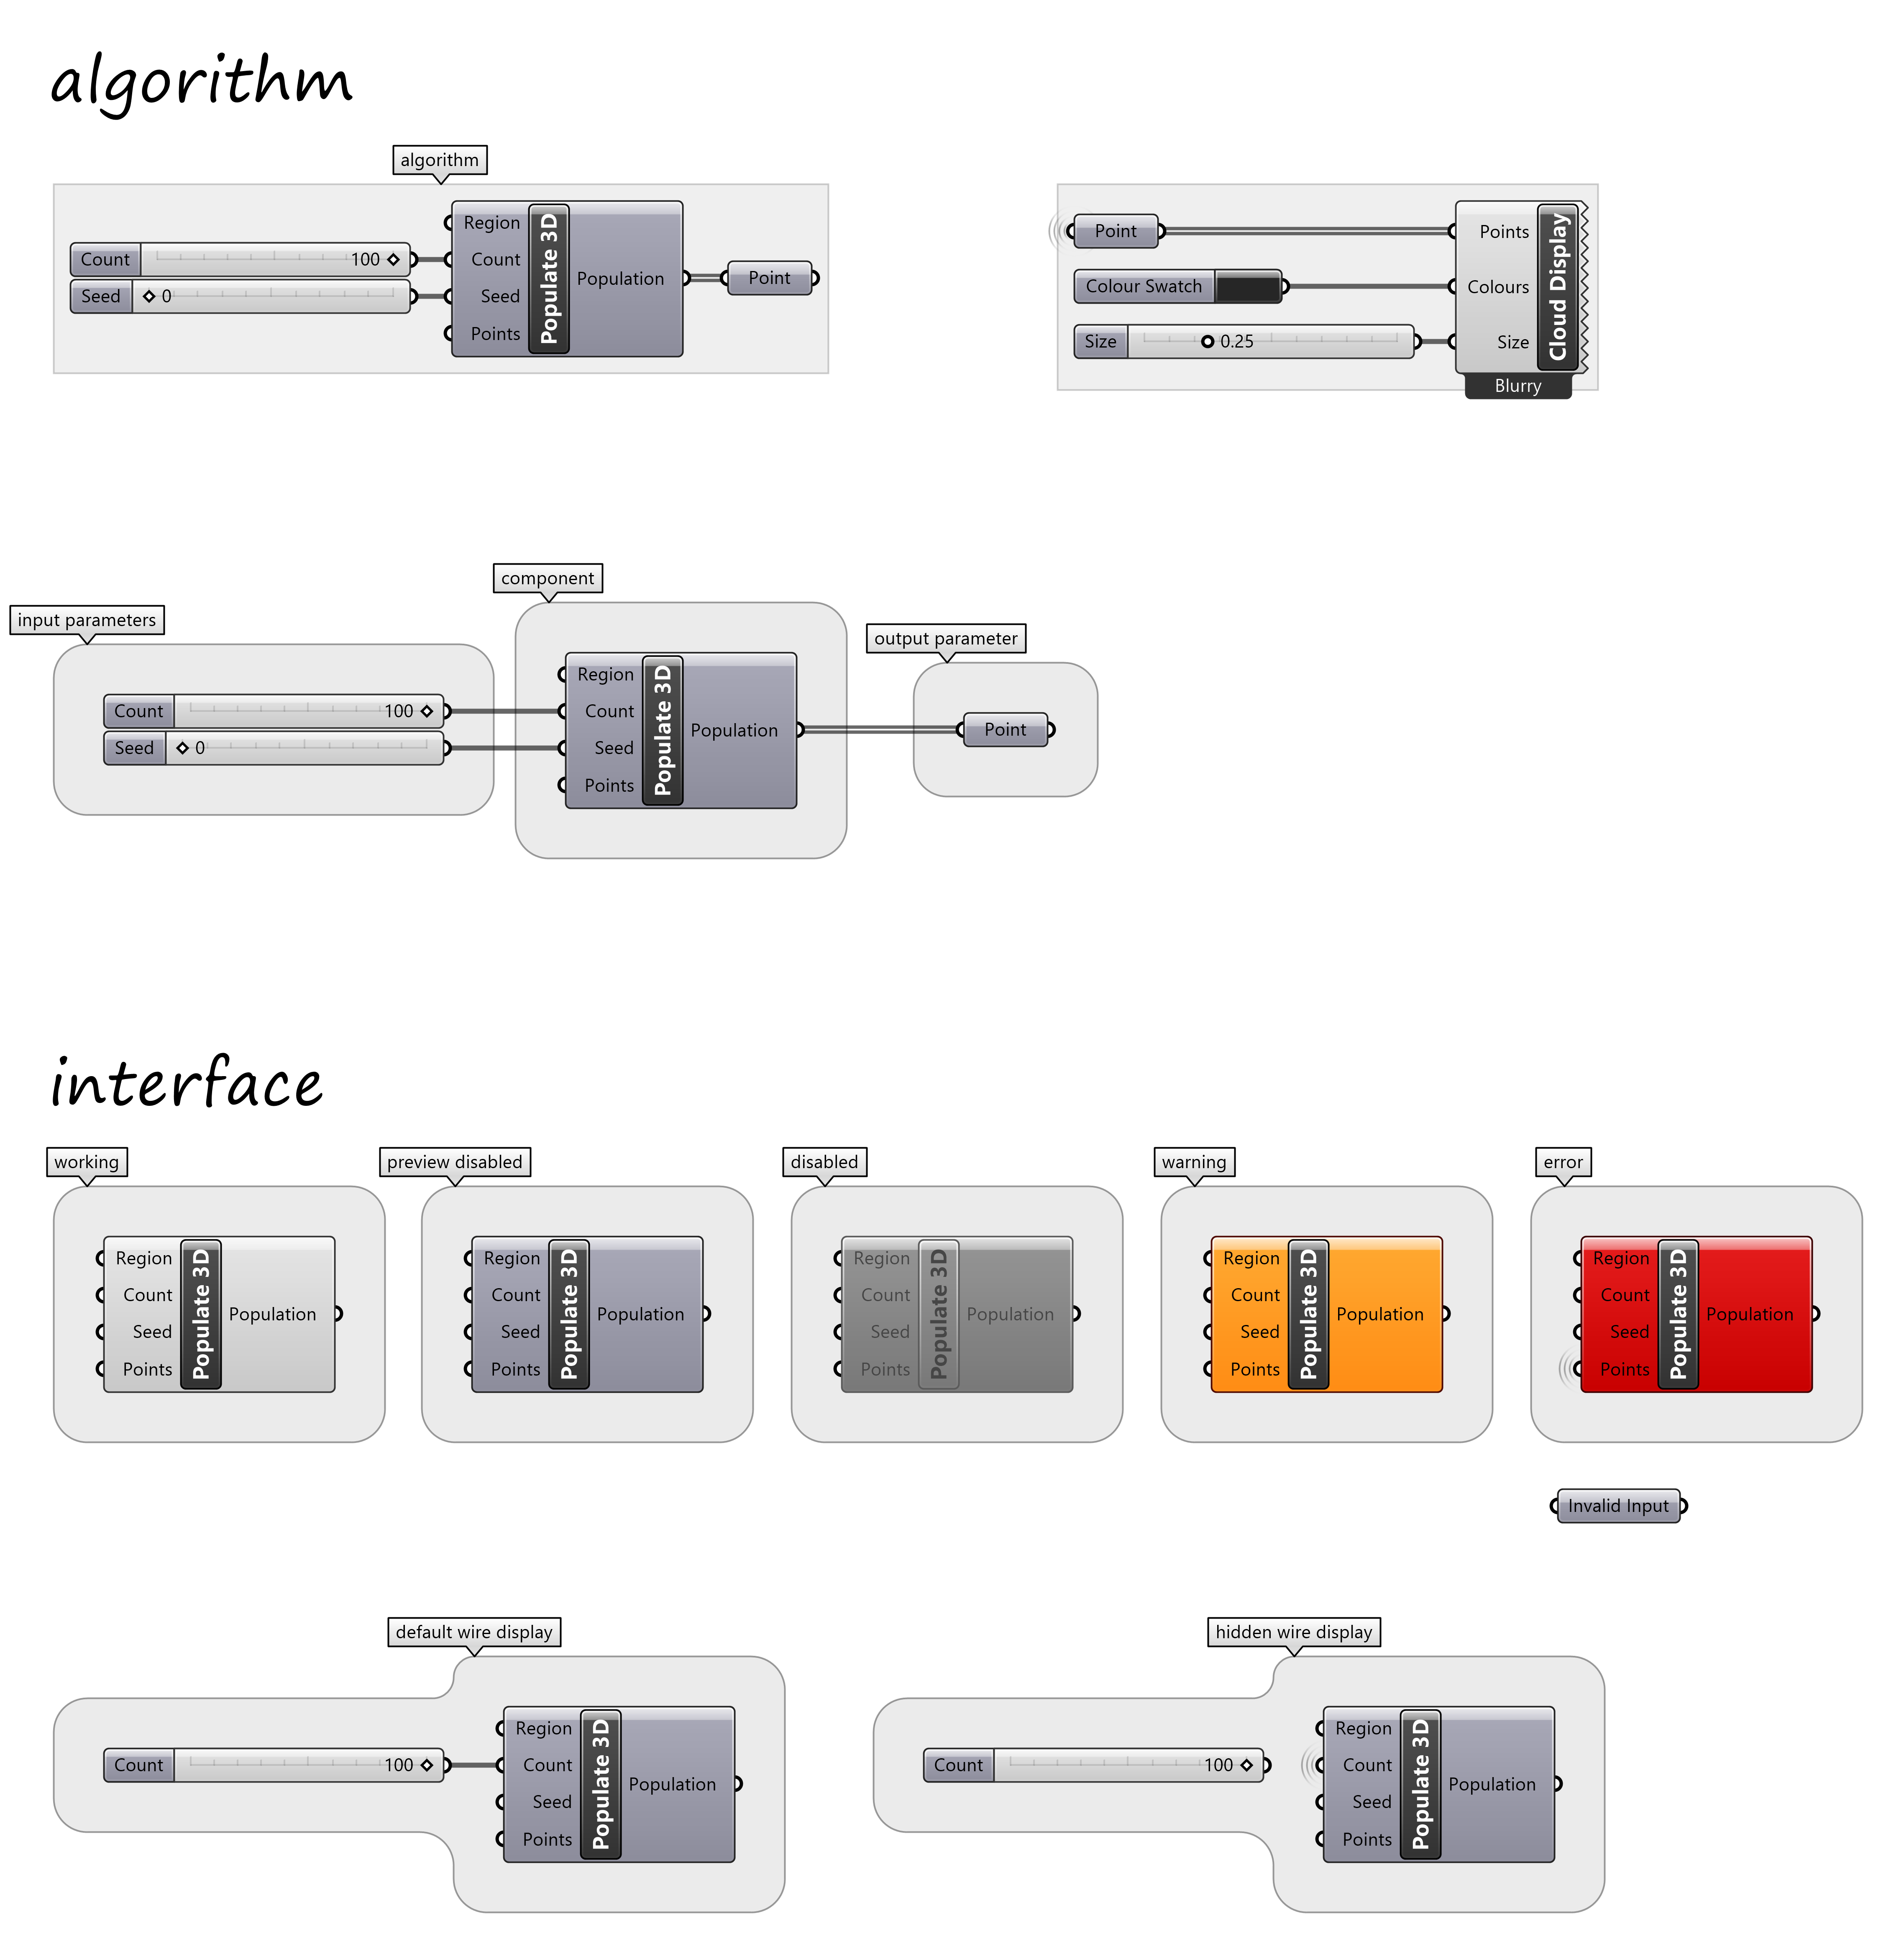 algorithm
algorithm
Region
Count 100
Count
Seed 0
Seed
Points
Populate 3D
Population
Point
Point
Colour Swatch
Size 0.25
Points
Colours
Size
Cloud Display
Blurry
input parameters
Count 100
Seed 0
component
Region
Count
Seed
Points
Populate 3D
Population
output parameter
Point
interface
working
Region
Count
Seed
Points
Populate 3D
Population
preview disabled
Region
Count
Seed
Points
Populate 3D
Population
disabled
Region
Count
Seed
Points
Populate 3D
Population
warning
Region
Count
Seed
Points
Populate 3D
Population
error
Region
Count
Seed
Points
Populate 3D
Population
Invalid Input
default wire display
Count 100
Region
Count
Seed
Points
Populate 3D
Population
hidden wire display
Count 100
Region
Count
Seed
Points
Populate 3D
Population